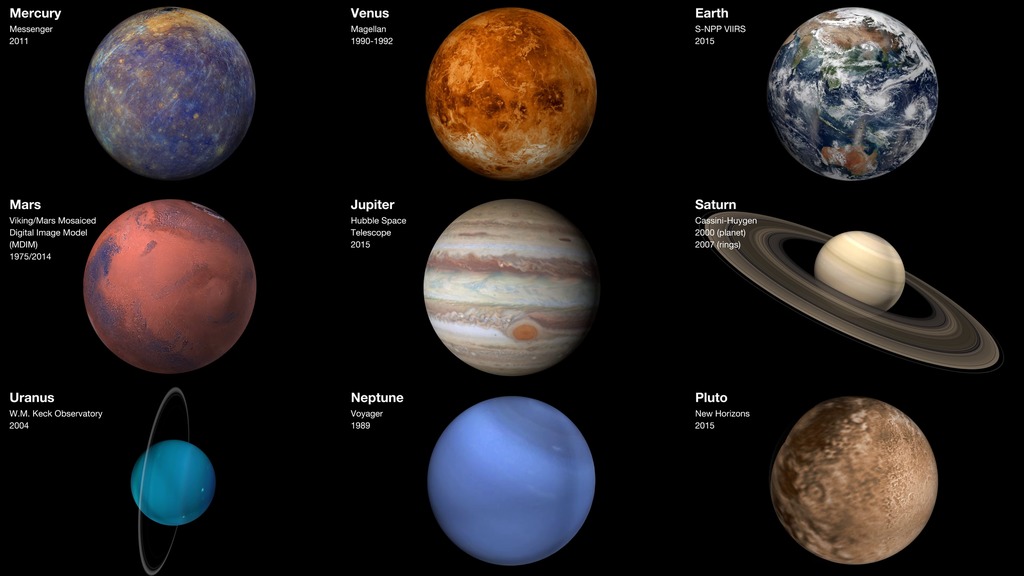 Mercury
Messenger
2011
Venus
Magellan
1990-1992
Earth
S-NPP VIIRS
2015
Mars
Viking/Mars Mosaiced
Digital Image Model
(MDIM)
1975/2014
Jupiter
Hubble Space
Telescope
2015
Saturn
Cassini-Huygen
2000 (planet)
2007 (rings)
Uranus
W.M. Keck Observatory
2004
Neptune
Voyager
1989
Pluto
New Horizons
2015